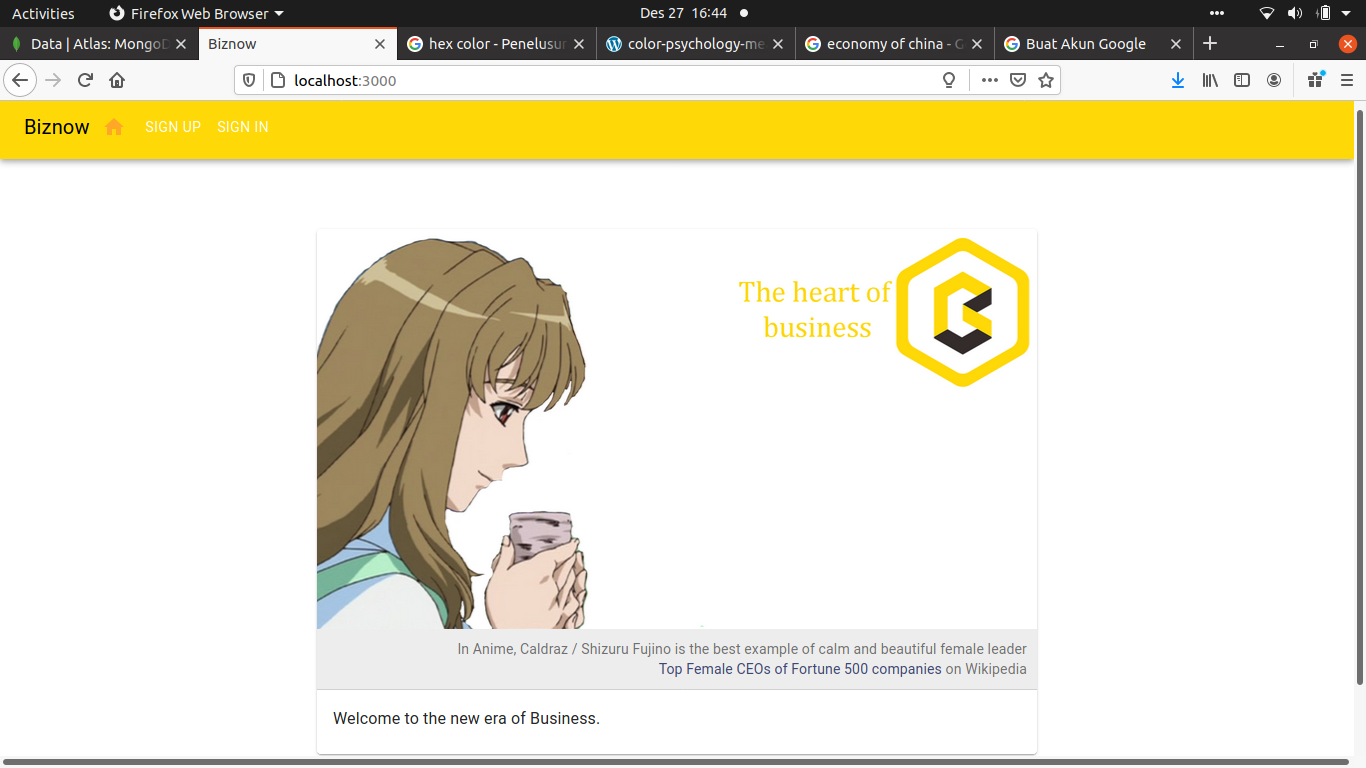 Activities
Firefox Web Browser
Des 27 16:44
Data | Atlas: MongoD
Biznow
hex color - Penelusur
color-psychology-me
economy of china - G
Buat Akun Google
localhost:3000
Biznow
SIGN UP
SIGN IN
The heart of
business
In Anime, Caldraz / Shizuru Fujino is the best example of calm and beautiful female leader
Top Female CEOs of Fortune 500 companies on Wikipedia
Welcome to the new era of Business.